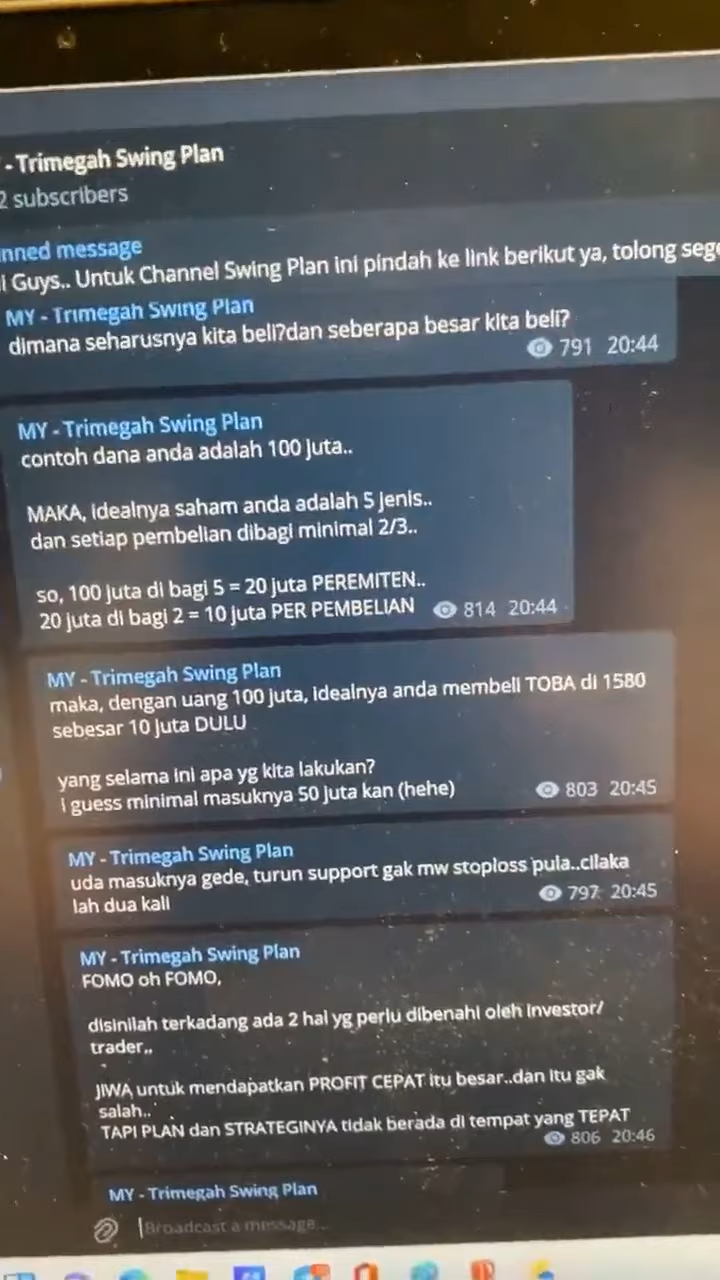 - Trimegah Swing Plan
2 subscribers
nned message
i Guys.. Untuk Channel Swing Plan ini pindah ke link berikut ya, tolong sege
MY - Trimegah Swing Plan
dimana seharusnya kita beli?dan seberapa besar kita beli?
791 20:44
MY - Trimegah Swing Plan
contoh dana anda adalah 100 juta..
MAKA, idealnya saham anda adalah 5 jenis..
dan setiap pembelian dibagi minimal 2/3..
so, 100 juta di bagi 5 = 20 juta PEREMITEN..
20 juta di bagi 2 = 10 juta PER PEMBELIAN
814 20:44
MY - Trimegah Swing Plan
maka, dengan uang 100 juta, idealnya anda membeli TOBA di 1580
sebesar 10 juta DULU
yang selama ini apa yg kita lakukan?
i guess minimal masuknya 50 juta kan (hehe)
803 20:45
MY - Trimegah Swing Plan
uda masuknya gede, turun support gak mw stoploss pula..cilaka
lah dua kali
797 20:45
MY - Trimegah Swing Plan
FOMO oh FOMO,
disinilah terkadang ada 2 hal yg perlu dibenahi oleh investor/
trader,,
JIWA untuk mendapatkan PROFIT CEPAT itu besar..dan itu gak
salah..
TAPI PLAN dan STRATEGINYA tidak berada di tempat yang TEPAT
806 20:46
MY - Trimegah Swing Plan
Broadcast a message...